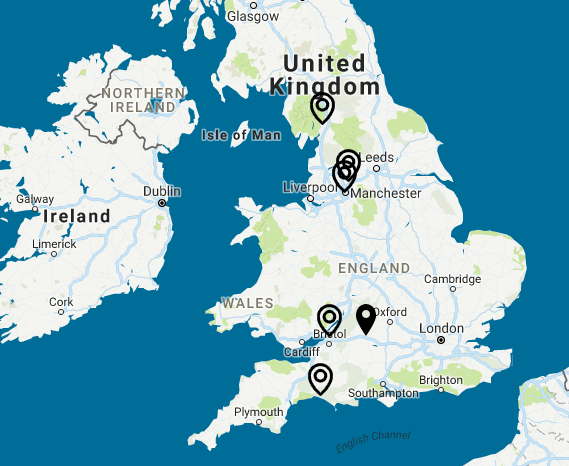 Glasgow
United
Kingdom
NORTHERN
IRELAND
Isle of Man
Leeds
Galway
Dublin
Liverpool
Manchester
Ireland
Limerick
ENGLAND
Cambridge
Cork
WALES
Oxford
Bristol
London
Cardiff
Brighton
Southampton
Plymouth
English Channel